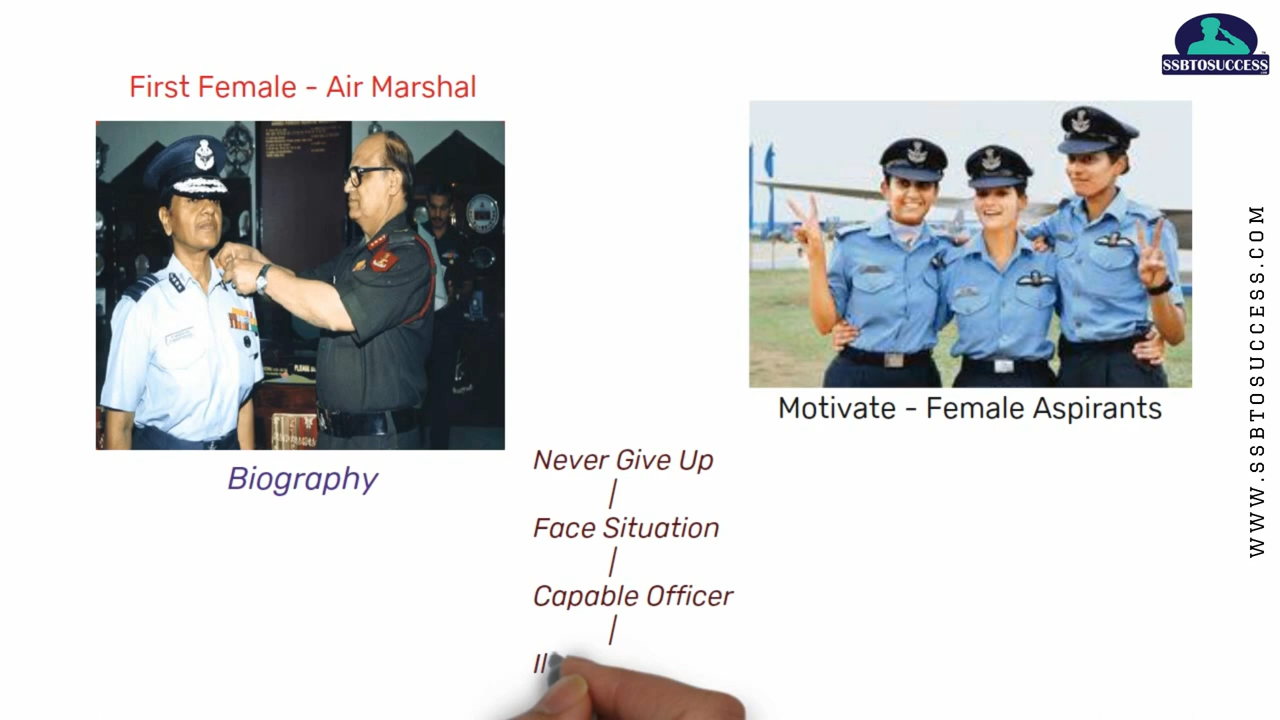 SSBTOSUCCESS
First Female - Air Marshal
Biography
Motivate - Female Aspirants
Never Give Up
Face Situation
Capable Officer
Il
WWW.SSBTOSUCCESS.COM